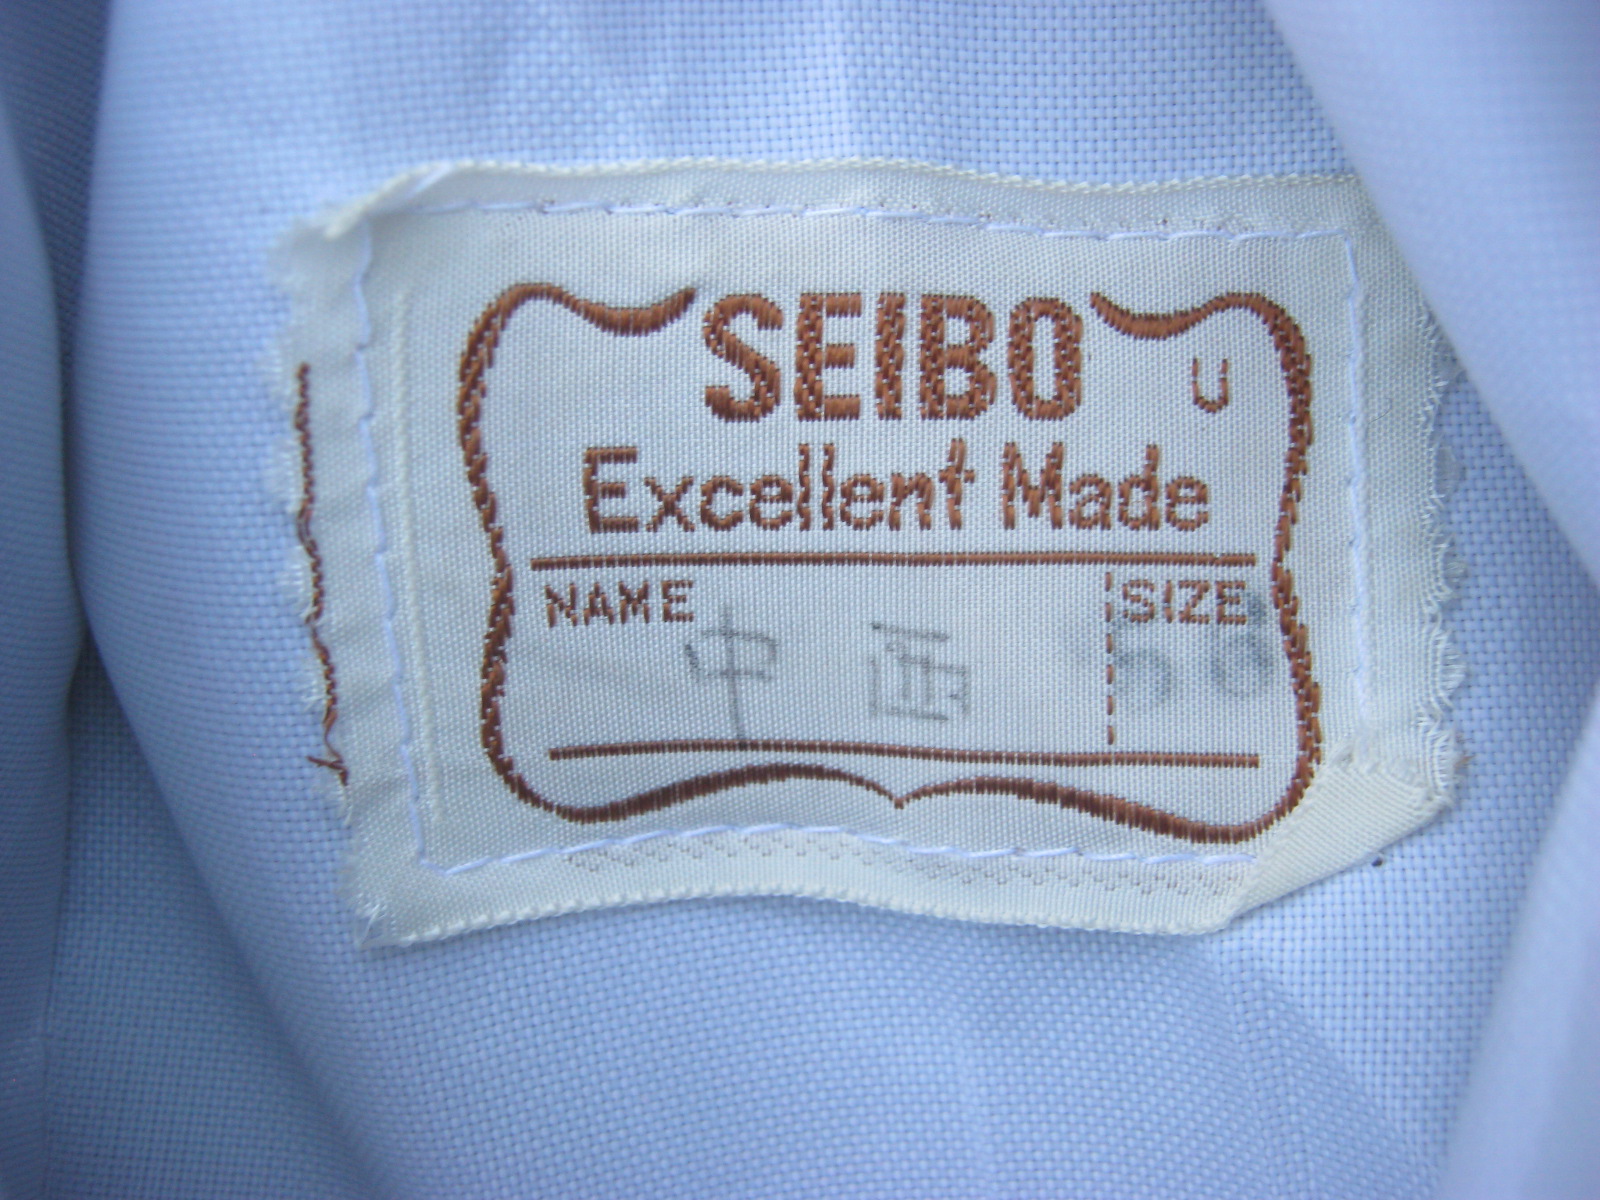 SEIBO U
Excellent Made
NAME SIZE
中